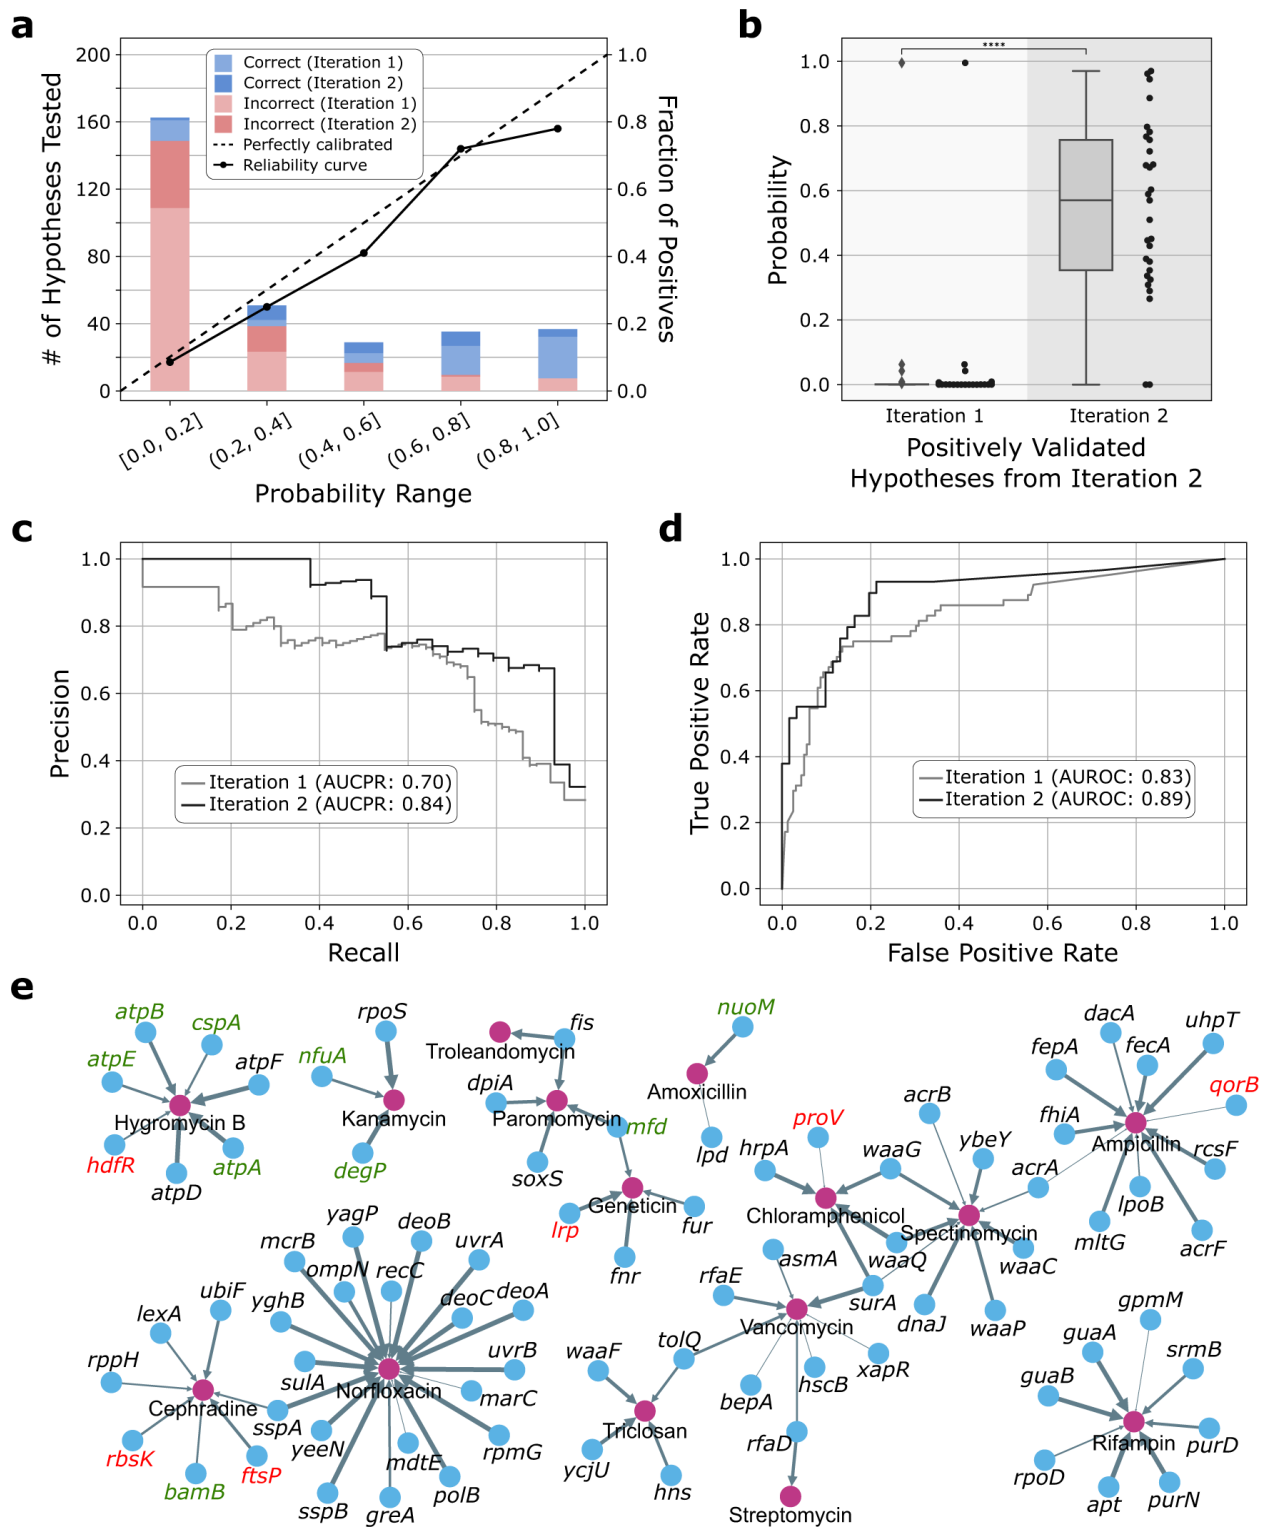 a
# of Hypotheses Tested
200
160
120
80
40
0
Correct (Iteration 1)
Correct (Iteration 2)
Incorrect (Iteration 1)
Incorrect (Iteration 2)
Perfectly calibrated
Reliability curve
1.0
0.8
0.6
0.4
0.2
0.0
Fraction of Positives
[0.0, 0.2]
(0.2, 0.4]
(0.4, 0.6]
(0.6, 0.8]
(0.8, 1.0]
Probability Range
b
Probability
1.0
0.8
0.6
0.4
0.2
0.0
****
Iteration 1
Iteration 2
Positively Validated
Hypotheses from Iteration 2
c
Precision
1.0
0.8
0.6
0.4
0.2
0.0
Iteration 1 (AUCPR: 0.70)
Iteration 2 (AUCPR: 0.84)
0.0 0.2 0.4 0.6 0.8 1.0
Recall
d
True Positive Rate
1.0
0.8
0.6
0.4
0.2
0.0
Iteration 1 (AUROC: 0.83)
Iteration 2 (AUROC: 0.89)
0.0 0.2 0.4 0.6 0.8 1.0
False Positive Rate
e
atpB
cspA
atpE
atpF
Hygromycin B
hdfR
atpD
atpA
rpoS
nfuA
Kanamycin
degP
fis
Troleandomycin
dpiA
Paromomycin
mfd
soxS
Geneticin
lrp
fur
fnr
nuoM
Amoxicillin
lpd
proV
hrpA
waaG
Chloramphenicol
waaQ
surA
acrB
ybeY
acrA
Spectinomycin
waaC
dnaJ
waaP
dacA
uhpT
fepA
fecA
qorB
fhiA
Ampicillin
rcsF
lpoB
mltG
acrF
yagP
deoB
mcrB
uvrA
ompN
recC
yghB
deoC
deoA
uvrB
sulA
Norfloxacin
marC
sspA
yeeN
mdtE
rpmG
sspB
greA
polB
ubiF
lexA
rppH
Cephradine
rbsK
bamB
ftsP
asmA
rfaE
Vancomycin
tolQ
bepA
hscB
xapR
rfaD
Streptomycin
waaF
Triclosan
ycjU
hns
gpmM
guaA
srmB
guaB
Rifampin
purD
rpoD
apt
purN